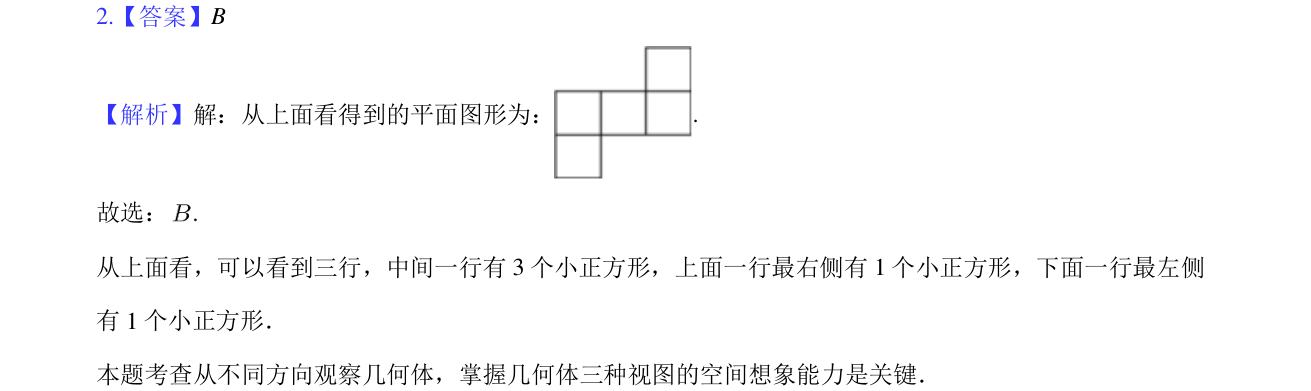 2.【答案】B
【解析】解：从上面看得到的平面图形为：.
故选：B.
从上面看，可以看到三行，中间一行有 3 个小正方形，上面一行最右侧有 1 个小正方形，下面一行最左侧
有 1 个小正方形．
本题考查从不同方向观察几何体，掌握几何体三种视图的空间想象能力是关键．